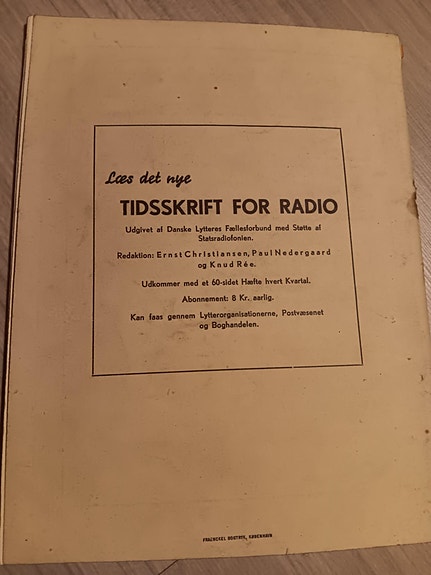 Læs det nye
TIDSSKRIFT FOR RADIO
Udgivet af Danske Lytteres Fællesforbund med Støtte af
Statsradiofonien.
Redaktion: Ernst Christiansen, Paul Nedergaard
og Knud Rée.
Udkommer med et 60-sidet Hæfte hvert Kvartal.
Abonnement: 8 Kr. aarlig.
Kan faas gennem Lytterorganisationerne, Postvæsenet
og Boghandelen.
KØBENHAVN